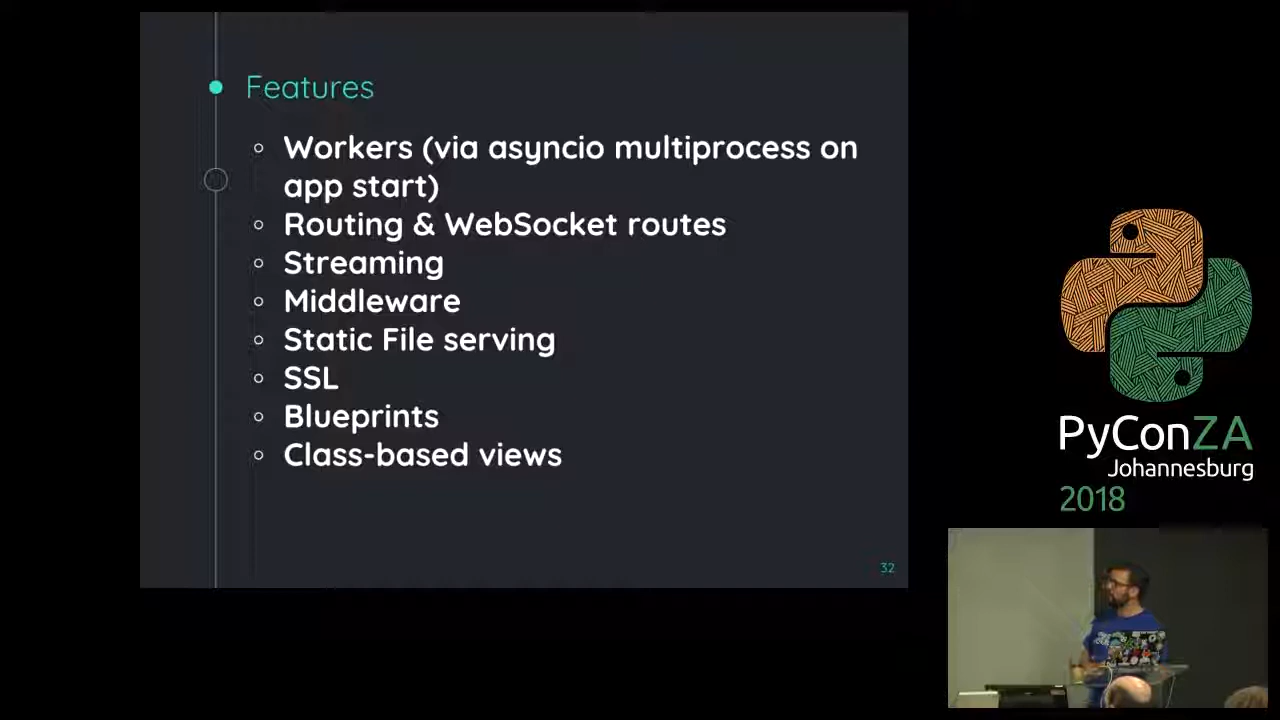 Features
Workers (via asyncio multiprocess on
app start)
Routing & WebSocket routes
Streaming
Middleware
Static File serving
SSL
Blueprints
Class-based views
32
PyConZA
Johannesburg
2018